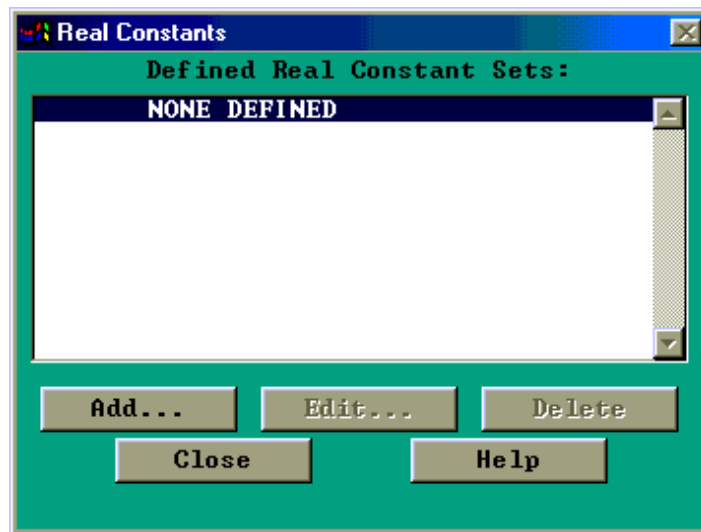 Real Constants
Defined Real Constant Sets:
NONE DEFINED
Add... Edit... Delete
Close Help